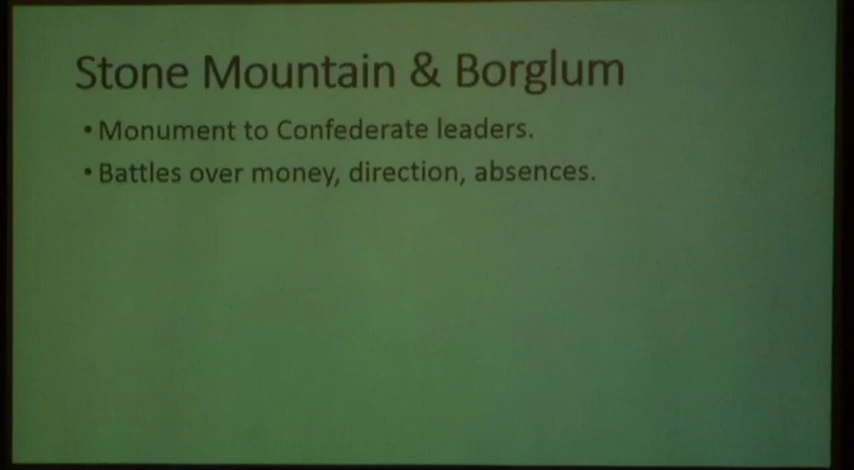 Stone Mountain & Borglum
• Monument to Confederate leaders.
• Battles over money, direction, absences.